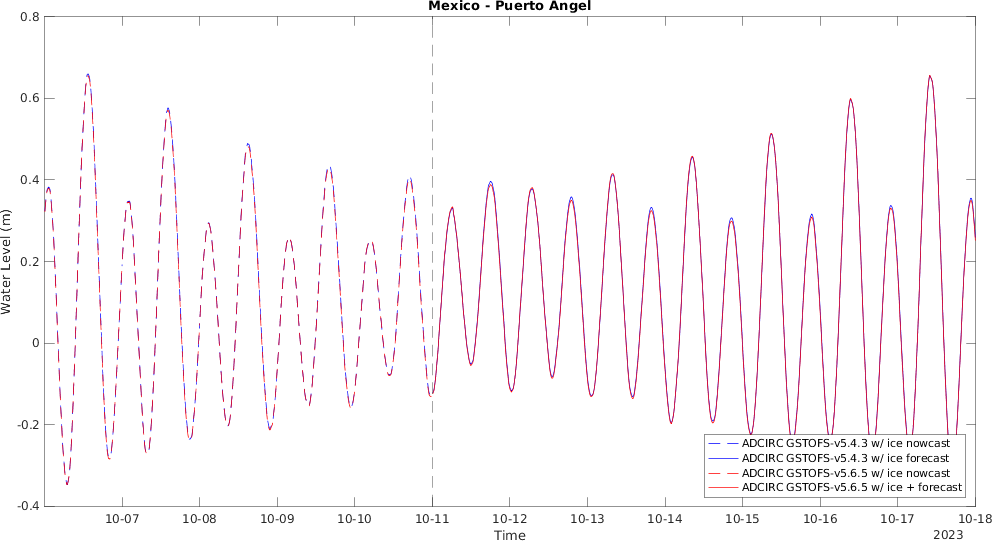 Mexico - Puerto Angel
0.8
0.6
0.4
0.2
0
-0.2
-0.4
Water Level (m)
ADCIRC GSTOFS-v5.4.3 w/ ice nowcast
ADCIRC GSTOFS-v5.4.3 w/ ice forecast
ADCIRC GSTOFS-v5.6.5 w/ ice nowcast
ADCIRC GSTOFS-v5.6.5 w/ ice + forecast
10-07 10-08 10-09 10-10 10-11 10-12 10-13 10-14 10-15 10-16 10-17 10-18
Time
2023